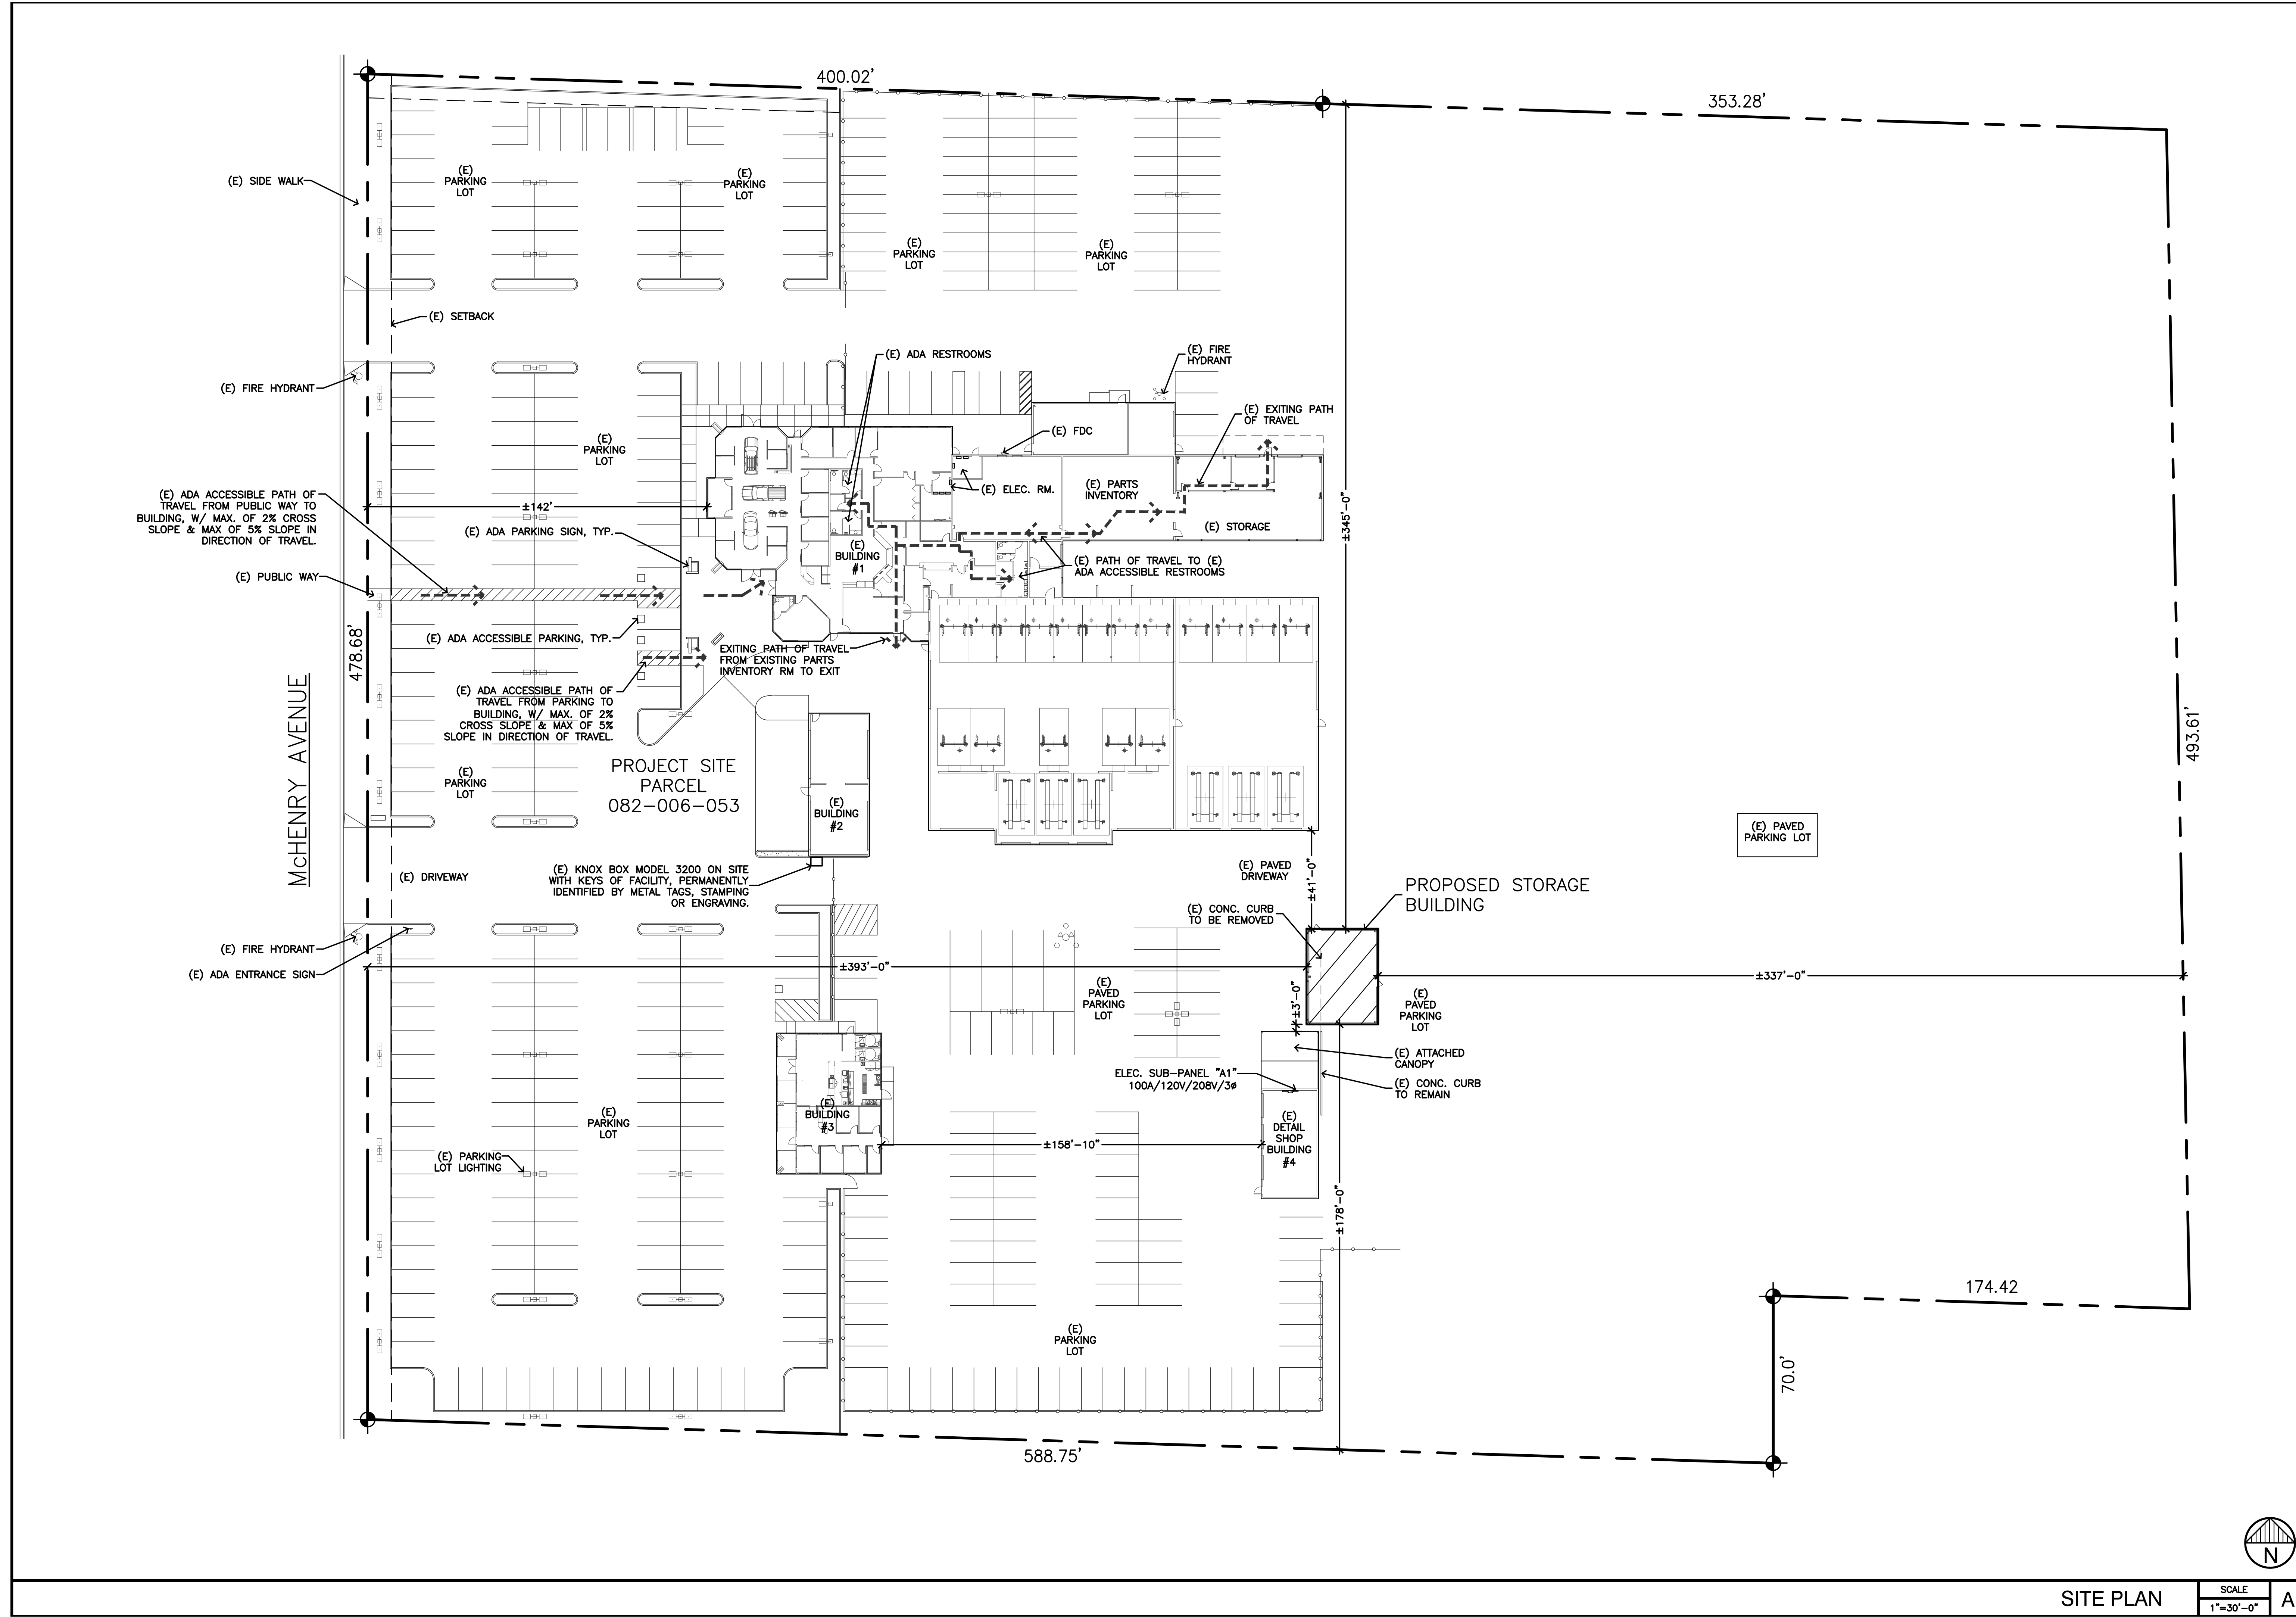 400.02'
353.28'
(E) SIDE WALK
(E)
PARKING
LOT
(E)
PARKING
LOT
(E)
PARKING
LOT
(E)
PARKING
LOT
(E) SETBACK
(E) ADA RESTROOMS
(E) FIRE
HYDRANT
(E) FIRE HYDRANT
(E) EXITING PATH
OF TRAVEL
(E) FDC
(E)
PARKING
LOT
(E) ELEC. RM.
(E) PARTS
INVENTORY
(E) STORAGE
±345'-0"
(E) ADA ACCESSIBLE PATH OF
TRAVEL FROM PUBLIC WAY TO
BUILDING, W/ MAX. OF 2% CROSS
SLOPE & MAX OF 5% SLOPE IN
DIRECTION OF TRAVEL.
±142'
(E) ADA PARKING SIGN, TYP.
(E)
BUILDING
#1
(E) PATH OF TRAVEL TO (E)
ADA ACCESSIBLE RESTROOMS
(E) PUBLIC WAY
478.68'
(E) ADA ACCESSIBLE PARKING, TYP.
EXITING PATH OF TRAVEL
FROM EXISTING PARTS
INVENTORY RM TO EXIT
(E) ADA ACCESSIBLE PATH OF
TRAVEL FROM PARKING TO
BUILDING, W/ MAX. OF 2%
CROSS SLOPE & MAX OF 5%
SLOPE IN DIRECTION OF TRAVEL.
McHENRY AVENUE
493.61'
PROJECT SITE
PARCEL
082-006-053
(E)
PARKING
LOT
(E)
BUILDING
#2
(E) PAVED
PARKING LOT
(E) DRIVEWAY
(E) KNOX BOX MODEL 3200 ON SITE
WITH KEYS OF FACILITY, PERMANENTLY
IDENTIFIED BY METAL TAGS, STAMPING
OR ENGRAVING.
(E) PAVED
DRIVEWAY
±41'-0"
PROPOSED STORAGE
BUILDING
(E) CONC. CURB
TO BE REMOVED
(E) FIRE HYDRANT
(E) ADA ENTRANCE SIGN
±393'-0"
±337'-0"
(E)
PAVED
PARKING
LOT
±3'-0"
(E)
PAVED
PARKING
LOT
(E) ATTACHED
CANOPY
ELEC. SUB-PANEL "A1"
100A/120V/208V/3ø
(E) CONC. CURB
TO REMAIN
(E)
BUILDING
#3
(E)
PARKING
LOT
(E)
DETAIL
SHOP
BUILDING
#4
±158'-10"
(E) PARKING
LOT LIGHTING
±178'-0"
174.42
(E)
PARKING
LOT
70.0'
588.75'
N
SITE PLAN
SCALE
1"=30'-0"
A